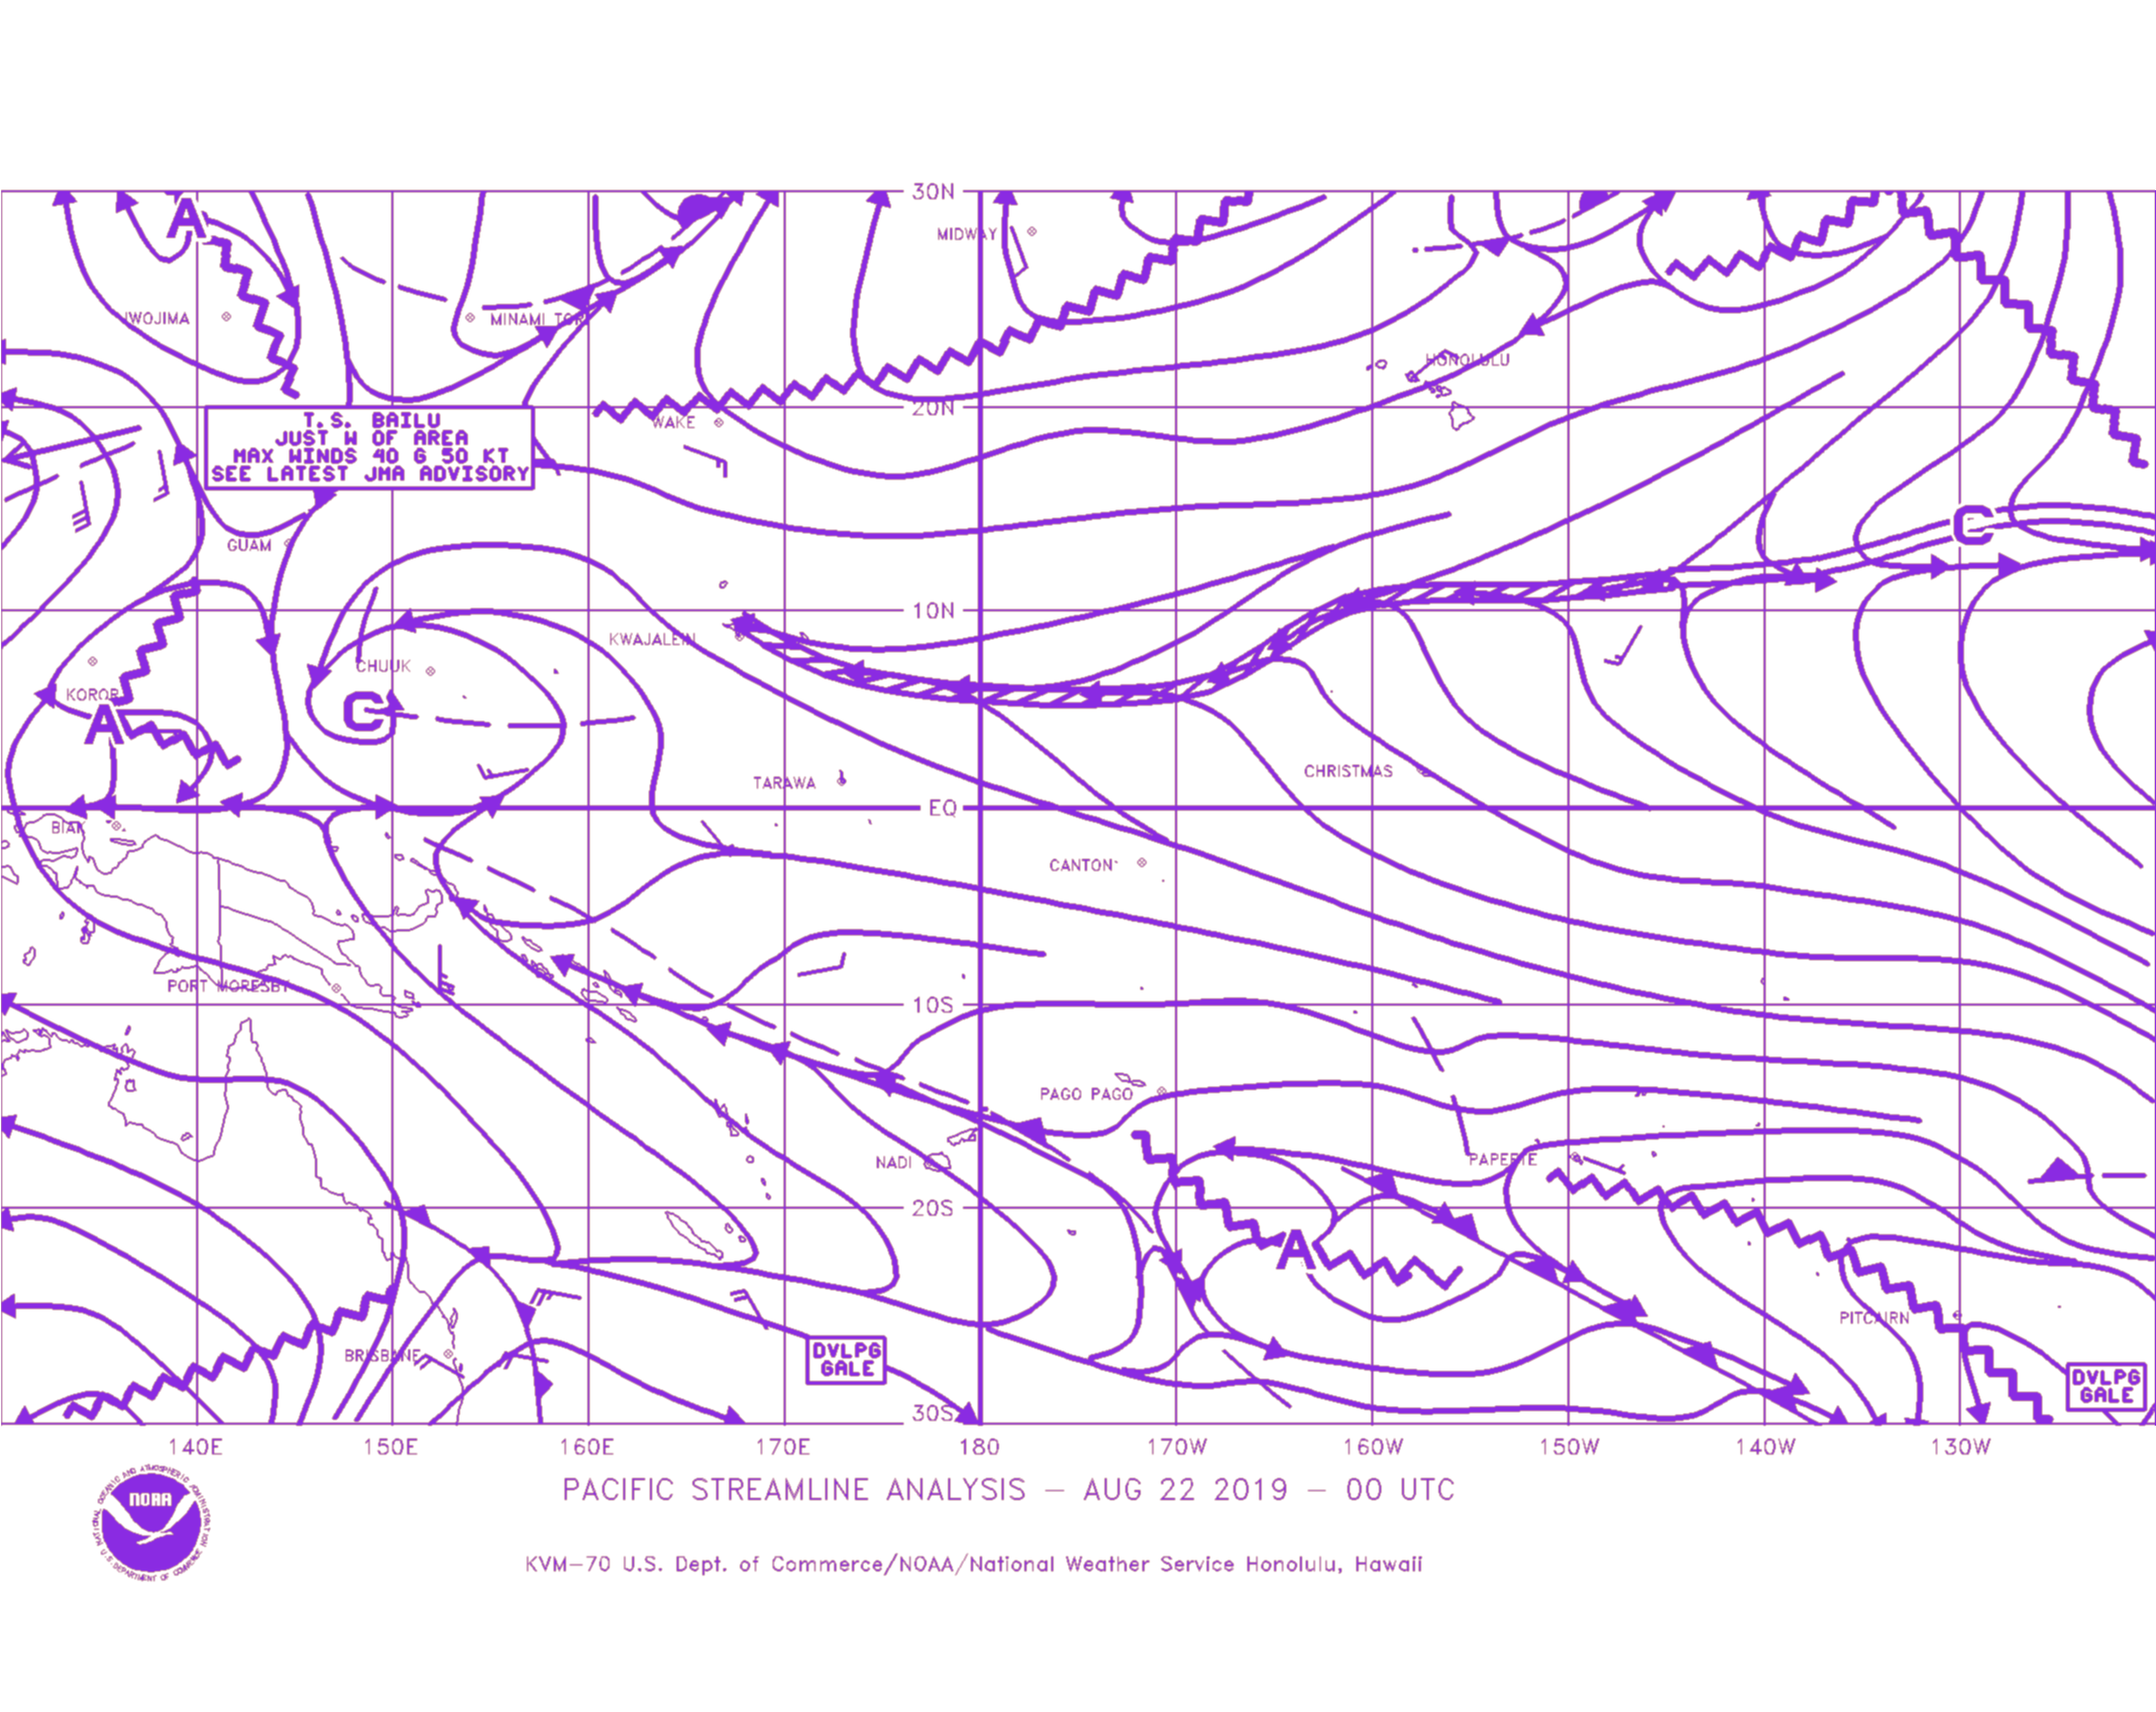 30N
A
MIDWAY
IWOJIMA
MINAMI TORI
HONOLULU
T.S. BAILU
JUST W OF AREA
MAX WINDS 40 G 50 KT
SEE LATEST JMA ADVISORY
20N
WAKE
C
GUAM
10N
KWAJALEIN
CHUUK
KOROR
A
C
TARAWA
CHRISTMAS
EQ
BIAK
CANTON
PORT MORESBY
10S
PAGO PAGO
NADI
PAPEETE
20S
A
PITCAIRN
BRISBANE
DVLPG
GALE
DVLPG
GALE
30S
140E 150E 160E 170E 180 170W 160W 150W 140W 130W
PACIFIC STREAMLINE ANALYSIS – AUG 22 2019 – 00 UTC
NOAA
NATIONAL OCEANIC AND ATMOSPHERIC ADMINISTRATION
U.S. DEPARTMENT OF COMMERCE
KVM–70 U.S. Dept. of Commerce/NOAA/National Weather Service Honolulu, Hawaii